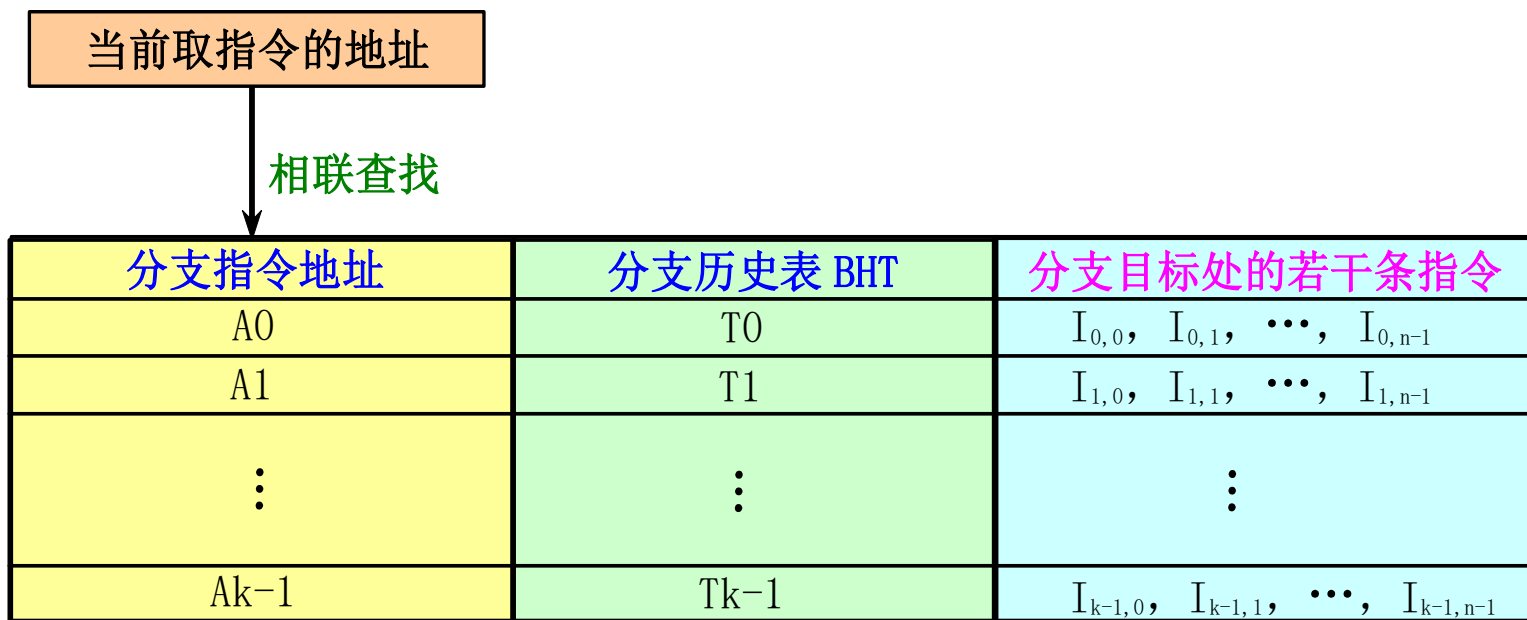 当前取指令的地址
相联查找
分支指令地址 分支历史表 BHT 分支目标处的若干条指令
A0 T0 I0,0, I0,1, …, I0,n-1
A1 T1 I1,0, I1,1, …, I1,n-1
⋮ ⋮ ⋮
Ak-1 Tk-1 Ik-1,0, Ik-1,1, …, Ik-1,n-1